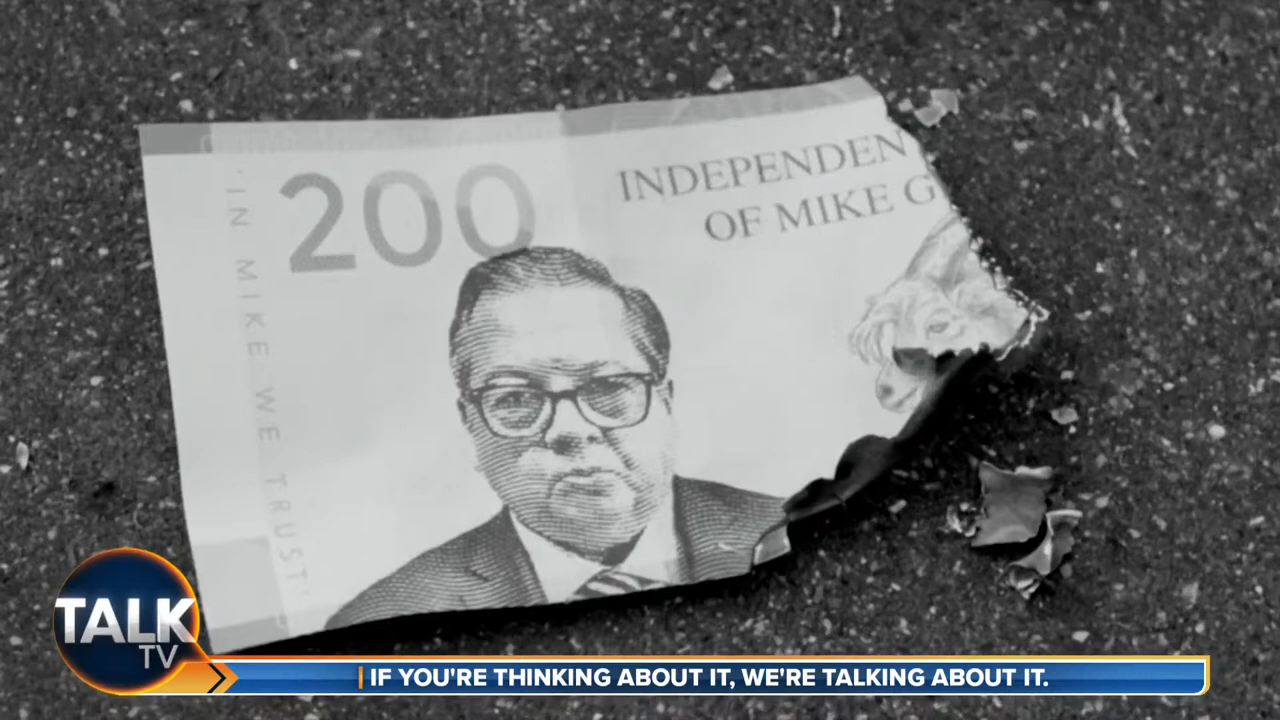 200
INDEPENDEN
OF MIKE G
'IN MIKE WE TRUST'
TALK
TV
IF YOU'RE THINKING ABOUT IT, WE'RE TALKING ABOUT IT.